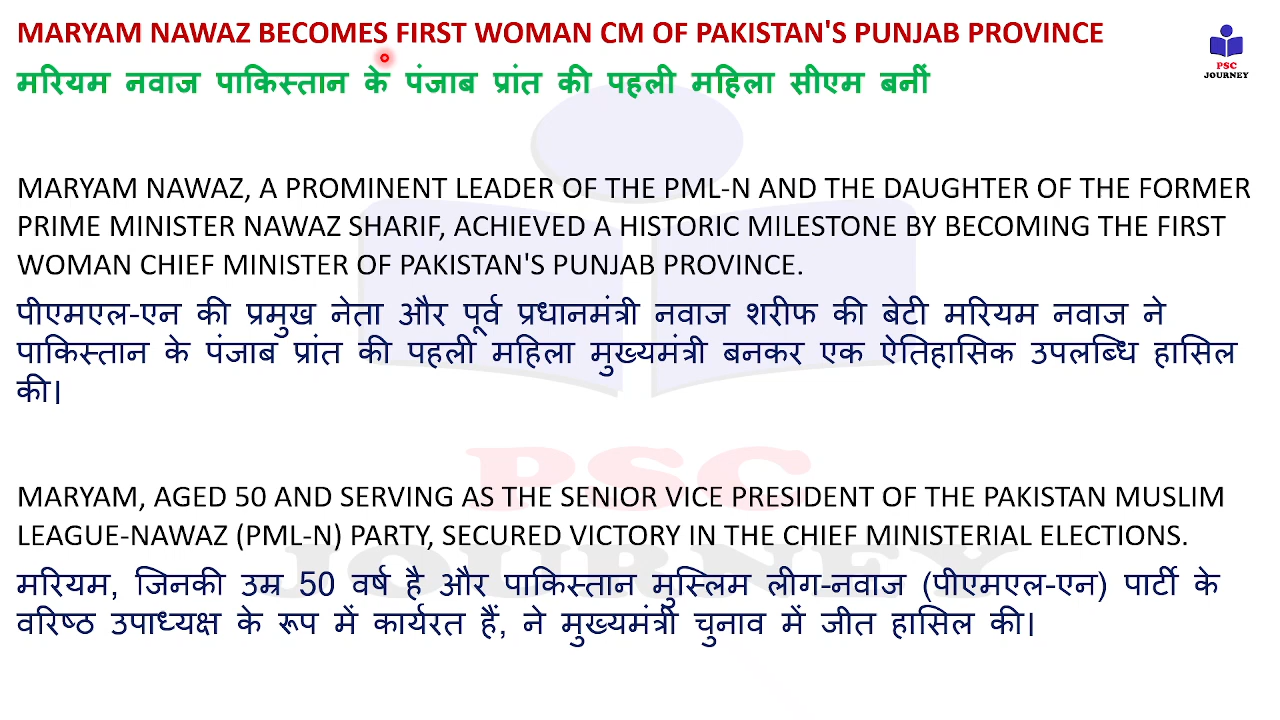 MARYAM NAWAZ BECOMES FIRST WOMAN CM OF PAKISTAN'S PUNJAB PROVINCE
PSC
JOURNEY
मरियम नवाज पाकिस्तान के पंजाब प्रांत की पहली महिला सीएम बनीं
MARYAM NAWAZ, A PROMINENT LEADER OF THE PML-N AND THE DAUGHTER OF THE FORMER
PRIME MINISTER NAWAZ SHARIF, ACHIEVED A HISTORIC MILESTONE BY BECOMING THE FIRST
WOMAN CHIEF MINISTER OF PAKISTAN'S PUNJAB PROVINCE.
पीएमएल-एन की प्रमुख नेता और पूर्व प्रधानमंत्री नवाज शरीफ की बेटी मरियम नवाज ने
पाकिस्तान के पंजाब प्रांत की पहली महिला मुख्यमंत्री बनकर एक ऐतिहासिक उपलब्धि हासिल
की।
PSC
JOURNEY
MARYAM, AGED 50 AND SERVING AS THE SENIOR VICE PRESIDENT OF THE PAKISTAN MUSLIM
LEAGUE-NAWAZ (PML-N) PARTY, SECURED VICTORY IN THE CHIEF MINISTERIAL ELECTIONS.
मरियम, जिनकी उम्र 50 वर्ष है और पाकिस्तान मुस्लिम लीग-नवाज (पीएमएल-एन) पार्टी के
वरिष्ठ उपाध्यक्ष के रूप में कार्यरत हैं, ने मुख्यमंत्री चुनाव में जीत हासिल की।